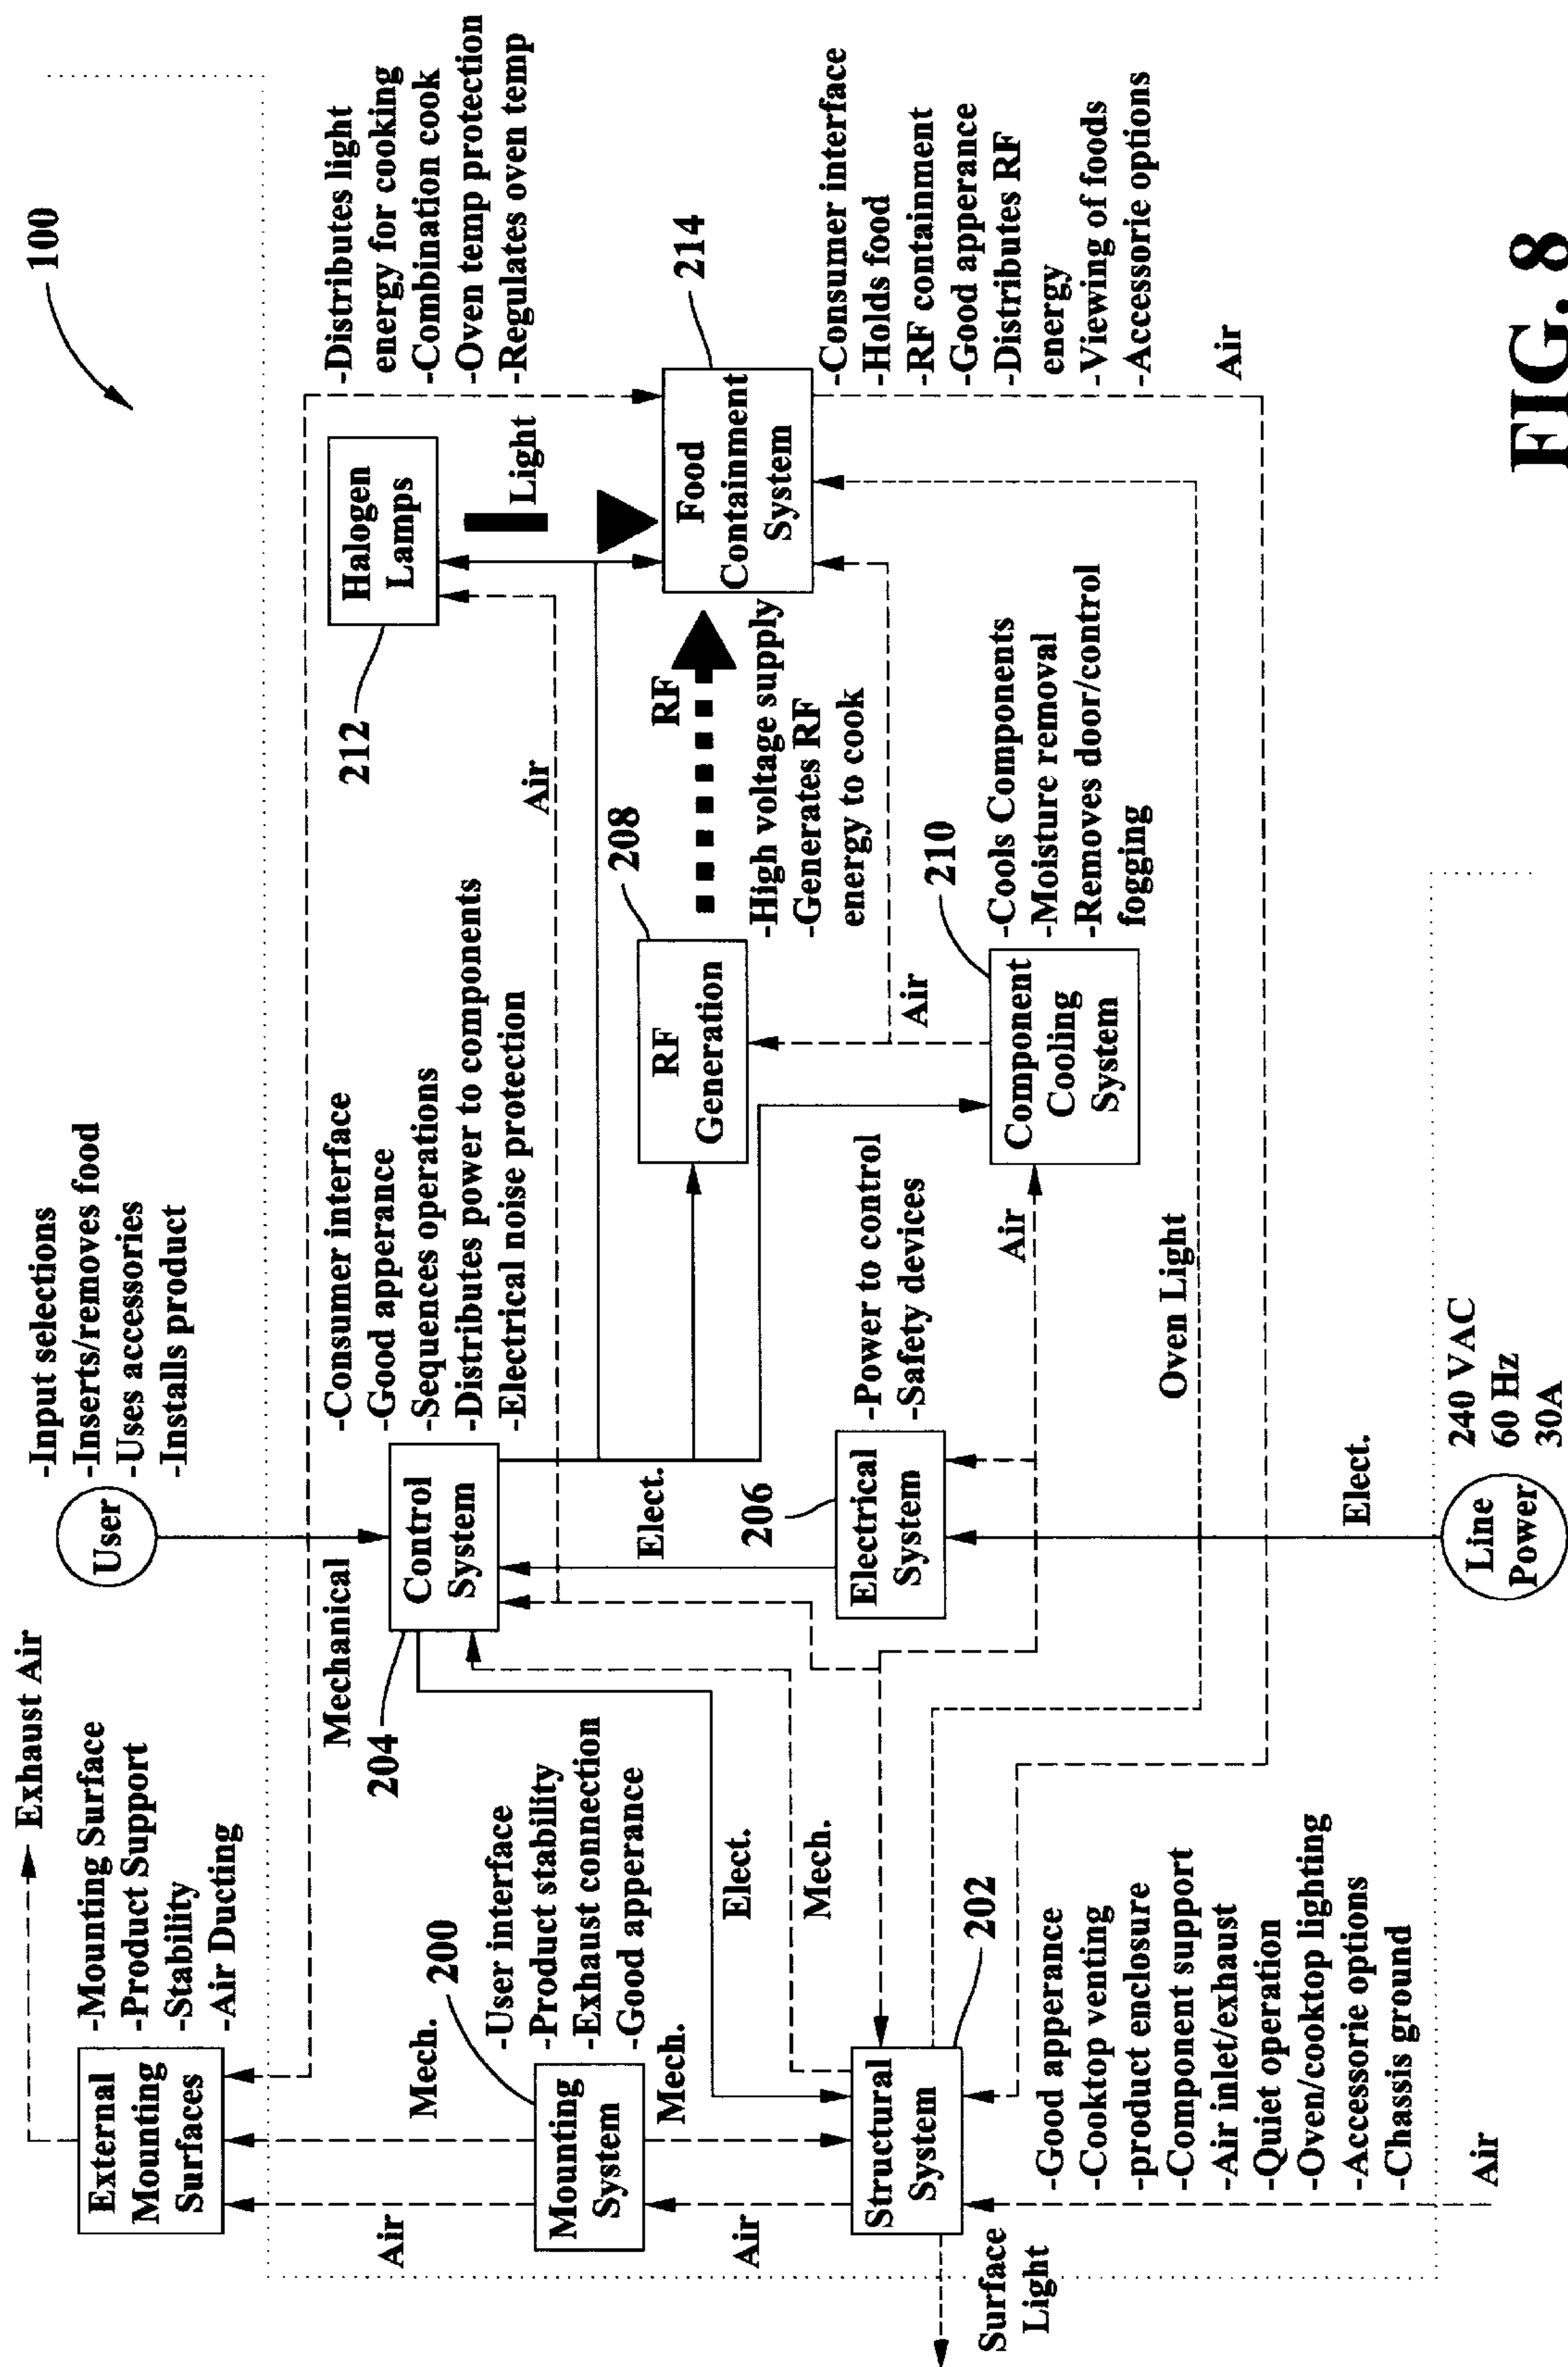 100
Exhaust Air
External
Mounting
Surfaces
-Mounting Surface
-Product Support
-Stability
-Air Ducting
User
-Input selections
-Inserts/removes food
-Uses accessories
-Installs product
Mechanical
Air
Mech.
200
Mounting
System
-User interface
-Product stability
-Exhaust connection
-Good apperance
Mech.
Air
204
Control
System
-Consumer interface
-Good apperance
-Sequences operations
-Distributes power to components
-Electrical noise protection
Elect.
Elect.
Mech.
212
Halogen
Lamps
-Distributes light
energy for cooking
-Combination cook
-Oven temp protection
-Regulates oven temp
Light
Air
208
RF
Generation
RF
-High voltage supply
-Generates RF
energy to cook
214
Food
Containment
System
-Consumer interface
-Holds food
-RF containment
-Good apperance
-Distributes RF
energy
-Viewing of foods
-Accessorie options
Air
206
Electrical
System
-Power to control
-Safety devices
Air
Air
210
Component
Cooling
System
-Cools Components
-Moisture removal
-Removes door/control
fogging
Oven Light
Structural
System
202
Surface
Light
-Good apperance
-Cooktop venting
-product enclosure
-Component support
-Air inlet/exhaust
-Quiet operation
-Oven/cooktop lighting
-Accessorie options
-Chassis ground
Air
Elect.
Line
Power
240 VAC
60 Hz
30A
FIG. 8